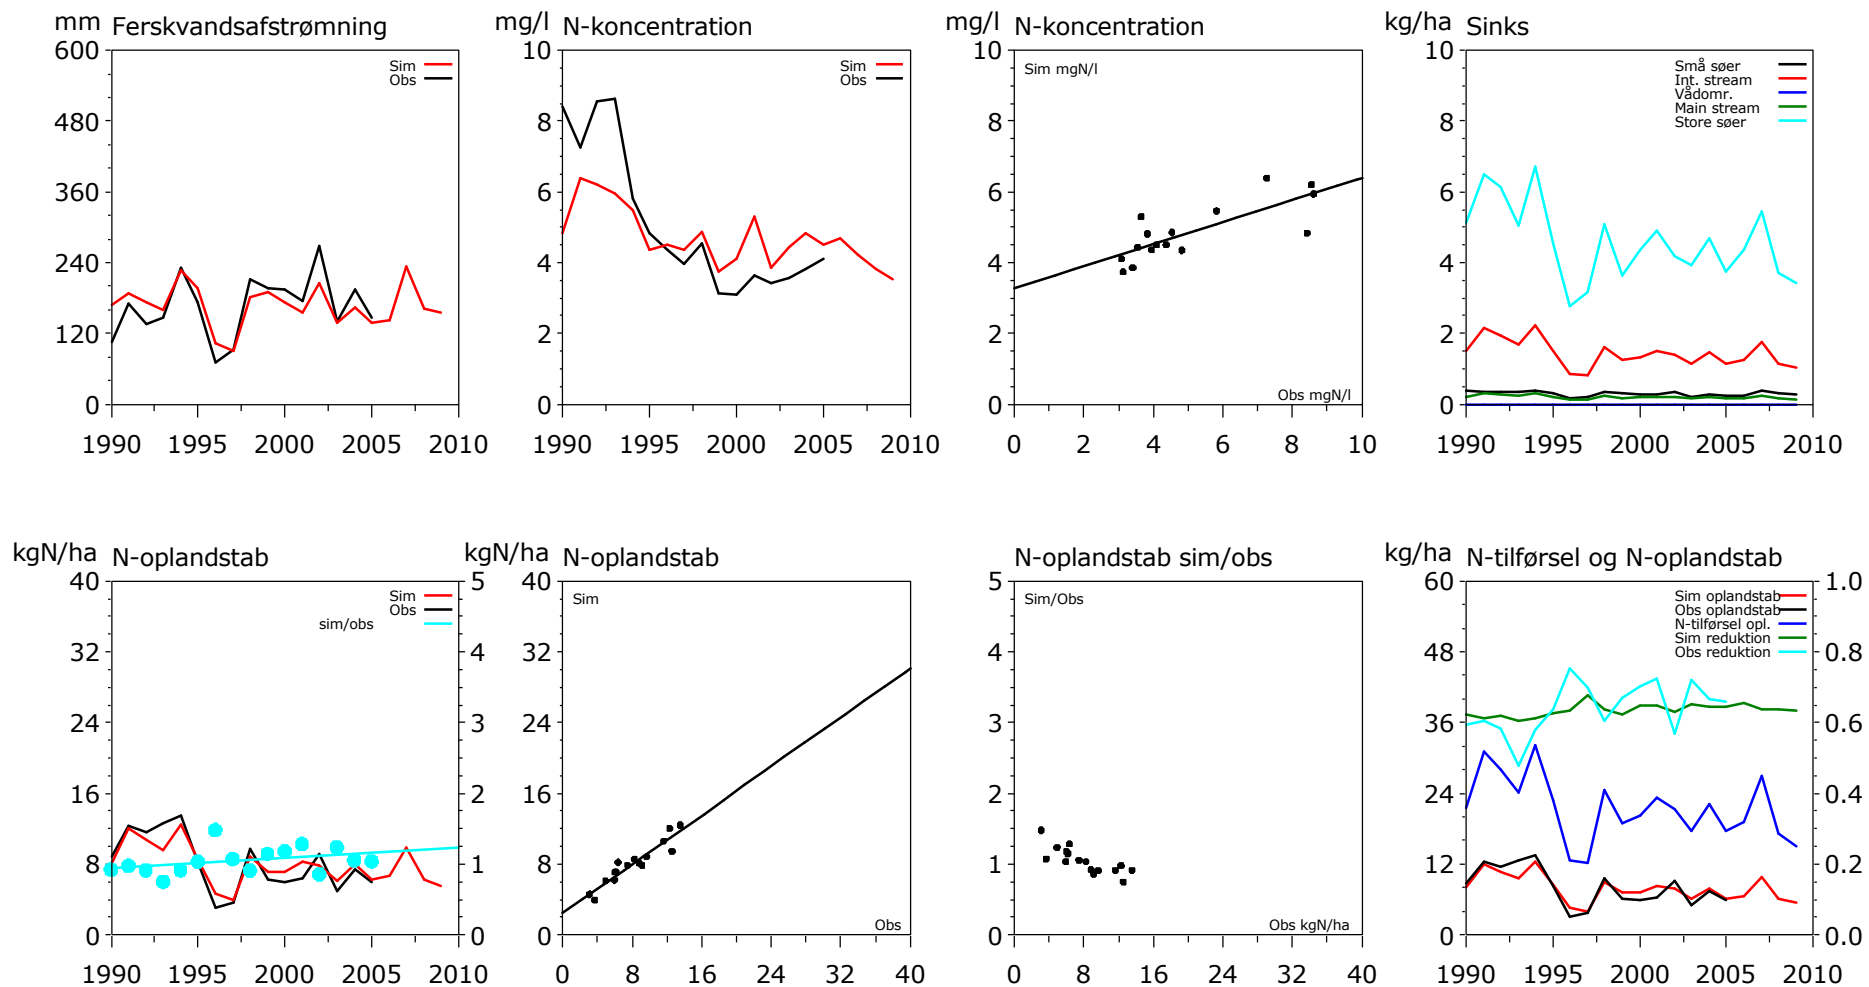 mm Ferskvandsafstrømning
600
480
360
240
120
0
Sim
Obs
1990 1995 2000 2005 2010
mg/l N-koncentration
10
8
6
4
2
0
Sim
Obs
1990 1995 2000 2005 2010
mg/l N-koncentration
10
8
6
4
2
0
Sim mgN/l
Obs mgN/l
0 2 4 6 8 10
kg/ha Sinks
10
8
6
4
2
0
Små søer
Int. stream
Vådomr.
Main stream
Store søer
1990 1995 2000 2005 2010
kgN/ha N-oplandstab
40
32
24
16
8
0
Sim
Obs
sim/obs
5
4
3
2
1
0
1990 1995 2000 2005 2010
kgN/ha N-oplandstab
40
32
24
16
8
0
Sim
Obs
0 8 16 24 32 40
N-oplandstab sim/obs
5
4
3
2
1
0
Sim/Obs
Obs kgN/ha
0 8 16 24 32 40
kg/ha N-tilførsel og N-oplandstab
60
48
36
24
12
0
Sim oplandstab
Obs oplandstab
N-tilførsel opl.
Sim reduktion
Obs reduktion
1.0
0.8
0.6
0.4
0.2
0.0
1990 1995 2000 2005 2010